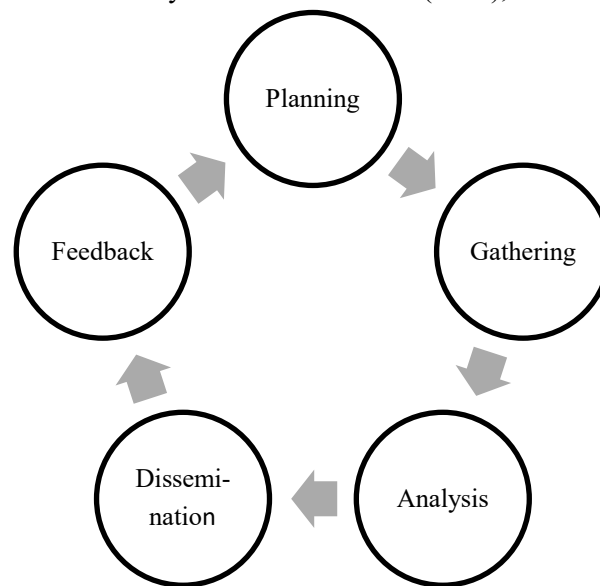 Planning
Gathering
Analysis
Dissemi-
nation
Feedback